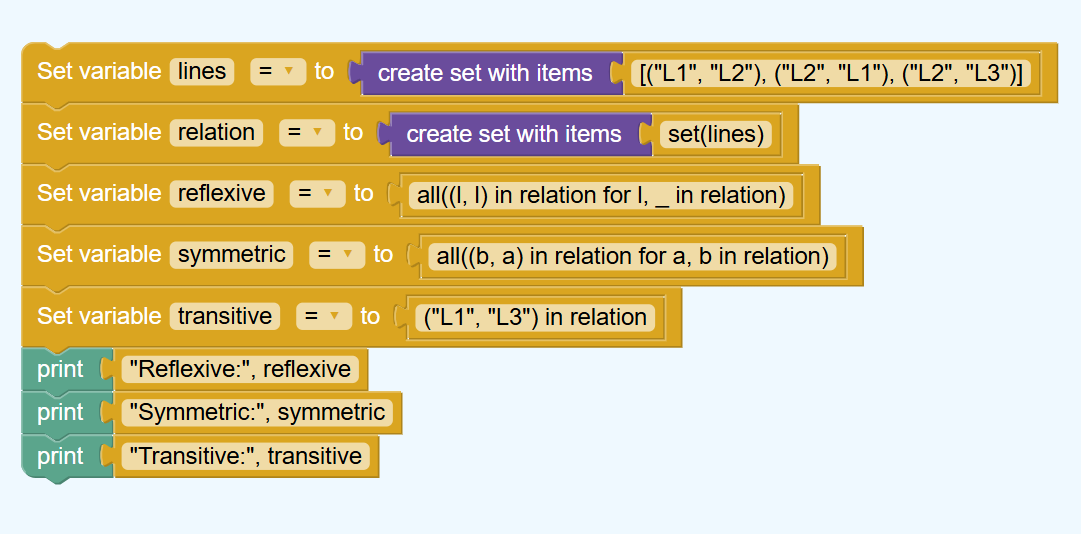 Set variable lines = to create set with items [("L1", "L2"), ("L2", "L1"), ("L2", "L3")]
Set variable relation = to create set with items set(lines)
Set variable reflexive = to all((l, l) in relation for l, _ in relation)
Set variable symmetric = to all((b, a) in relation for a, b in relation)
Set variable transitive = to ("L1", "L3") in relation
print "Reflexive:", reflexive
print "Symmetric:", symmetric
print "Transitive:", transitive